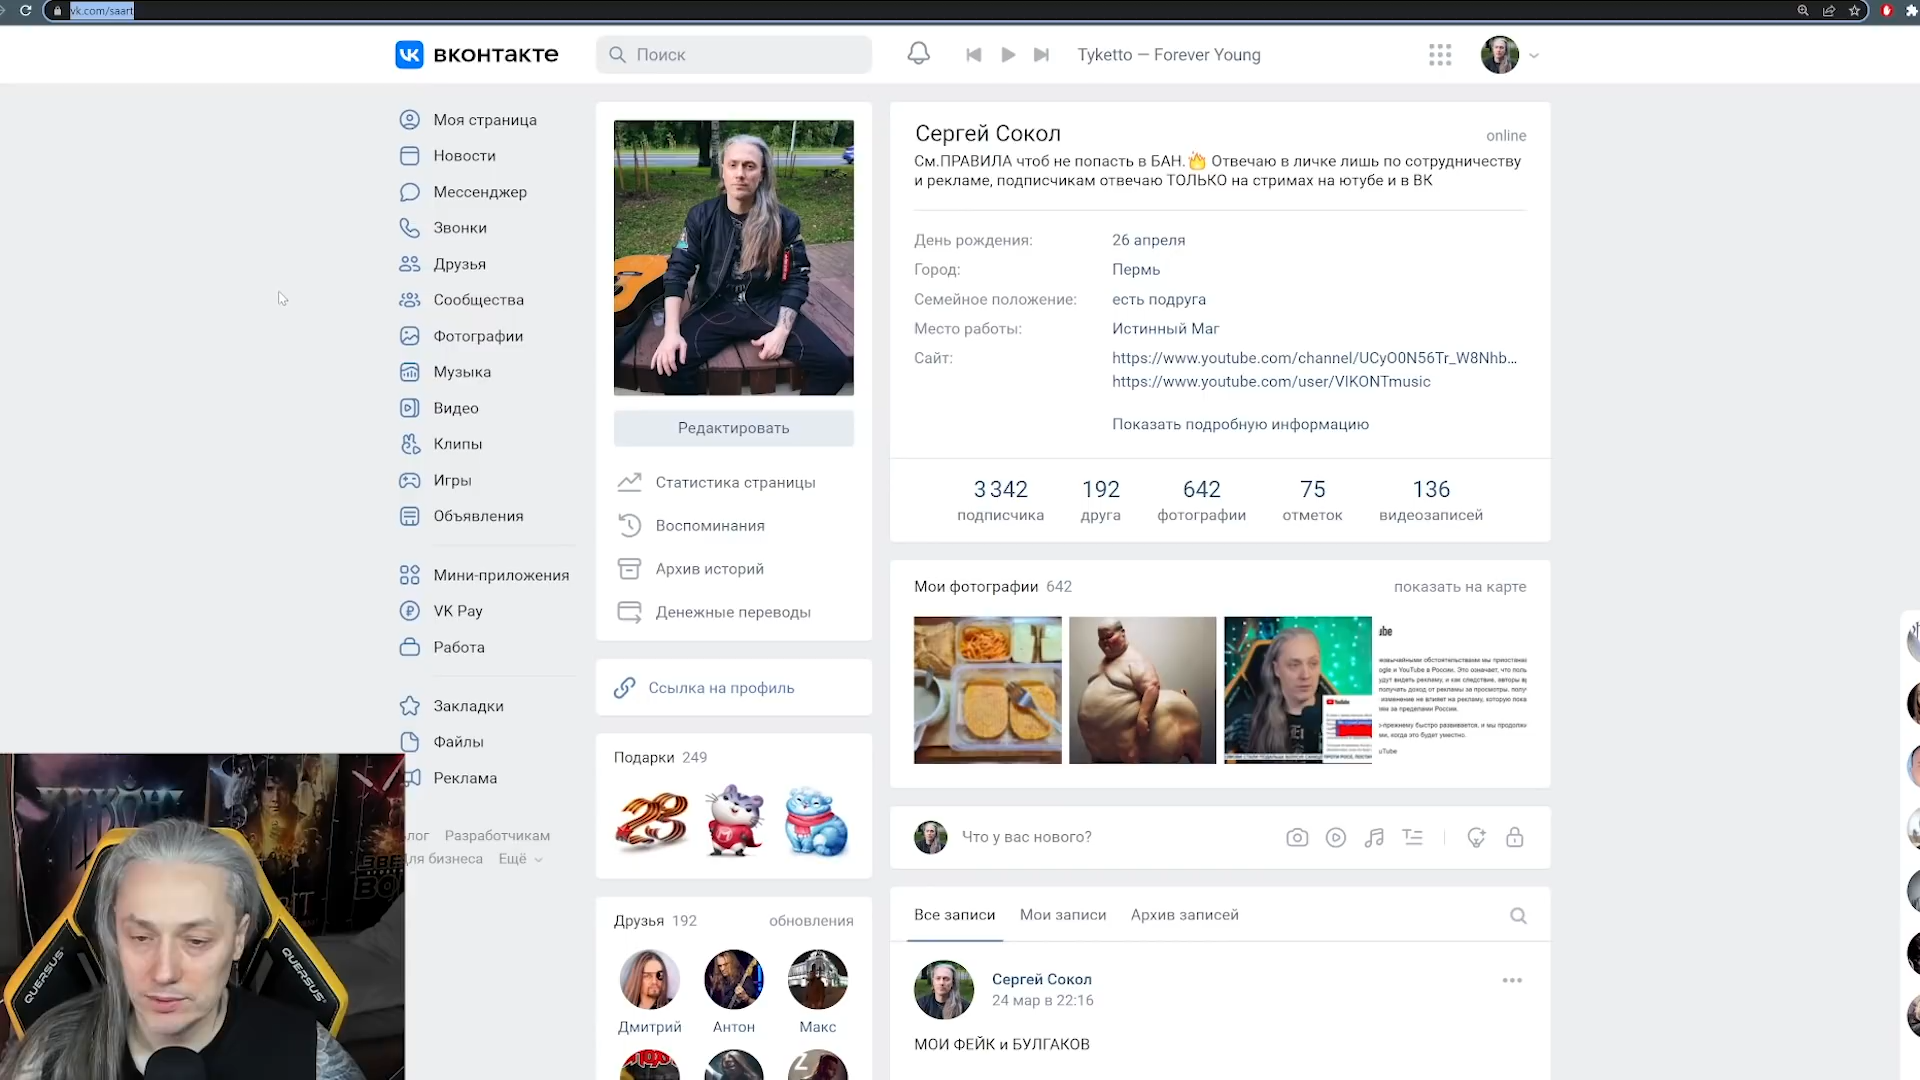 vk.com/saart
вконтакте
Поиск
Tyketto — Forever Young
Моя страница
Новости
Мессенджер
Звонки
Друзья
Сообщества
Фотографии
Музыка
Видео
Клипы
Игры
Объявления
Мини-приложения
VK Pay
Работа
Закладки
Файлы
Реклама
Разработчикам
для бизнеса Ещё
Редактировать
Статистика страницы
Воспоминания
Архив историй
Денежные переводы
Ссылка на профиль
Подарки 249
Друзья 192 обновления
Дмитрий Антон Макс
Сергей Сокол
online
См.ПРАВИЛА чтоб не попасть в БАН.🔥 Отвечаю в личке лишь по сотрудничеству
и рекламе, подписчикам отвечаю ТОЛЬКО на стримах на ютубе и в ВК
День рождения: 26 апреля
Город: Пермь
Семейное положение: есть подруга
Место работы: Истинный Маг
Сайт: https://www.youtube.com/channel/UCyO0N56Tr_W8Nhb...
https://www.youtube.com/user/VIKONTmusic
Показать подробную информацию
3 342 192 642 75 136
подписчика друга фотографии отметок видеозаписей
Мои фотографии 642 показать на карте
Что у вас нового?
Все записи Мои записи Архив записей
Сергей Сокол
24 мар в 22:16
МОИ ФЕЙК и БУЛГАКОВ
QUERSUS QUERSUS